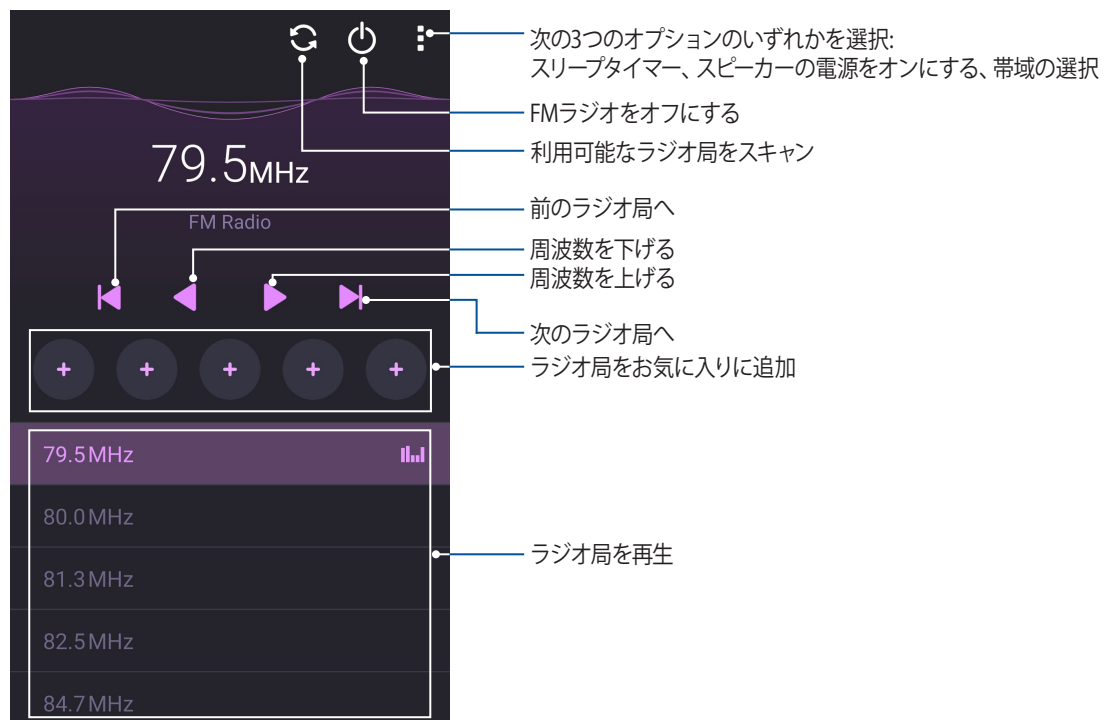 次の3つのオプションのいずれかを選択:
スリープタイマー、スピーカーの電源をオンにする、帯域の選択
FMラジオをオフにする
利用可能なラジオ局をスキャン
79.5MHz
FM Radio
前のラジオ局へ
周波数を下げる
周波数を上げる
次のラジオ局へ
ラジオ局をお気に入りに追加
79.5MHz
80.0MHz
81.3MHz
82.5MHz
84.7MHz
ラジオ局を再生